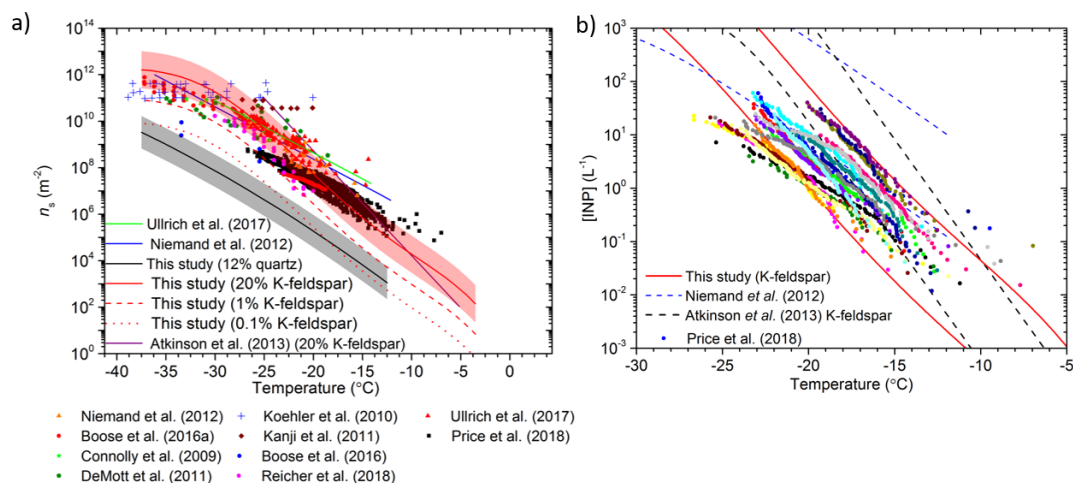 a)
10^14
10^12
10^10
10^8
10^6
10^4
10^2
10^0
n_s (m^-2)
Ullrich et al. (2017)
Niemand et al. (2012)
This study (12% quartz)
This study (20% K-feldspar)
This study (1% K-feldspar)
This study (0.1% K-feldspar)
Atkinson et al. (2013) (20% K-feldspar)
-40 -35 -30 -25 -20 -15 -10 -5 0
Temperature (°C)
Niemand et al. (2012) Koehler et al. (2010) Ullrich et al. (2017)
Boose et al. (2016a) Kanji et al. (2011) Price et al. (2018)
Connolly et al. (2009) Boose et al. (2016)
DeMott et al. (2011) Reicher et al. (2018)
b)
10^3
10^2
10^1
10^0
10^-1
10^-2
10^-3
[INP] (L^-1)
This study (K-feldspar)
Niemand et al. (2012)
Atkinson et al. (2013) K-feldspar
Price et al. (2018)
-30 -25 -20 -15 -10 -5
Temperature (°C)